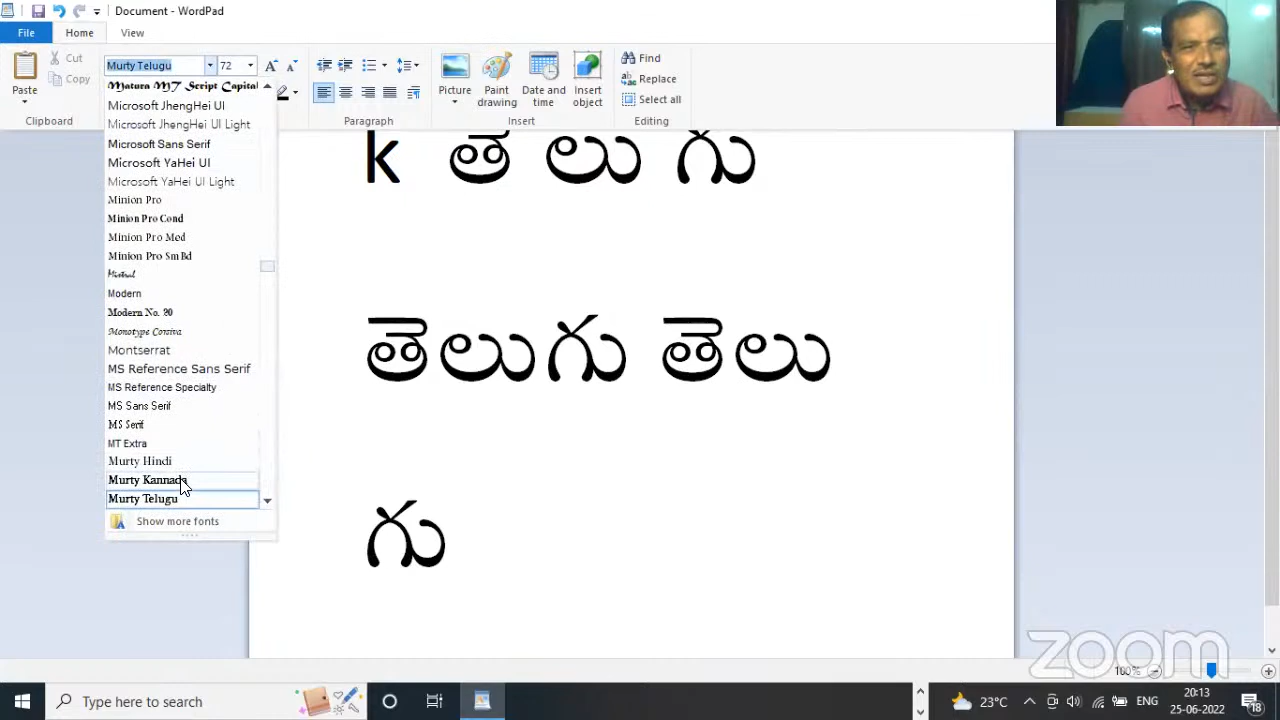 Document - WordPad
File
Home
View
Paste
Cut
Copy
Clipboard
Murty Telugu
72
Matura MT Script Capital
Microsoft JhengHei UI
Microsoft JhengHei UI Light
Microsoft Sans Serif
Microsoft YaHei UI
Microsoft YaHei UI Light
Minion Pro
Minion Pro Cond
Minion Pro Med
Minion Pro SmBd
Mistral
Modern
Modern No. 20
Monotype Corsiva
Montserrat
MS Reference Sans Serif
MS Reference Specialty
MS Sans Serif
MS Serif
MT Extra
Murty Hindi
Murty Kannada
Murty Telugu
Show more fonts
Paragraph
Picture
Paint drawing
Date and time
Insert object
Insert
Find
Replace
Select all
Editing
k తె లు గు
తెలుగు తెలు
గు
zoom
100%
Type here to search
23°C
ENG
20:13
25-06-2022
18